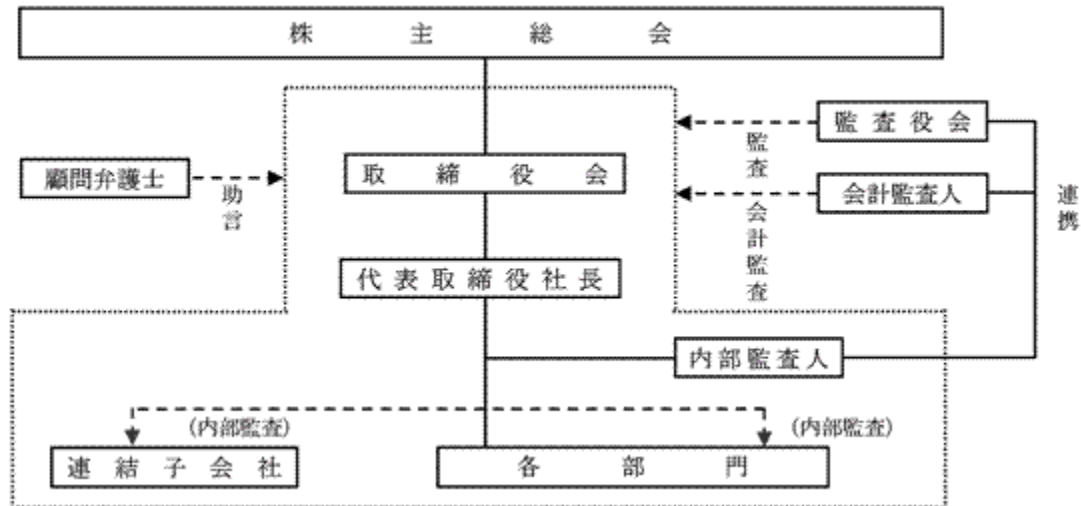 株主総会
監査役会
監査
取締役会
顧問弁護士
助言
会計監査人
会計監査
連携
代表取締役社長
内部監査人
(内部監査)
(内部監査)
連結子会社
各部門